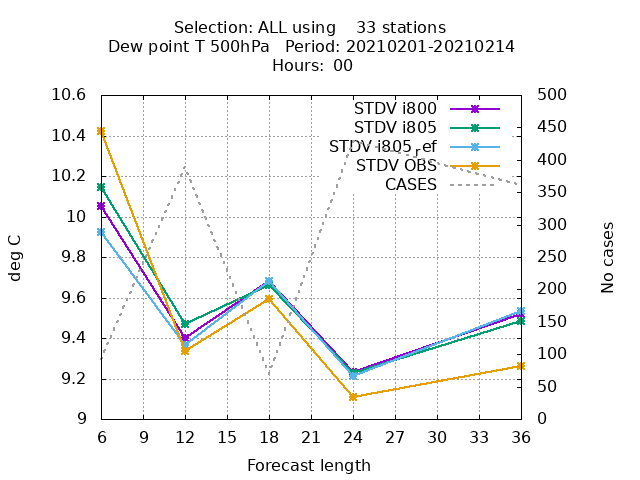 Selection: ALL using 33 stations
Dew point T 500hPa Period: 20210201-20210214
Hours: 00
STDV i800
STDV i805
STDV i805_ref
STDV OBS
CASES
deg C
No cases
10.6
10.4
10.2
10
9.8
9.6
9.4
9.2
9
500
450
400
350
300
250
200
150
100
50
0
6 9 12 15 18 21 24 27 30 33 36
Forecast length